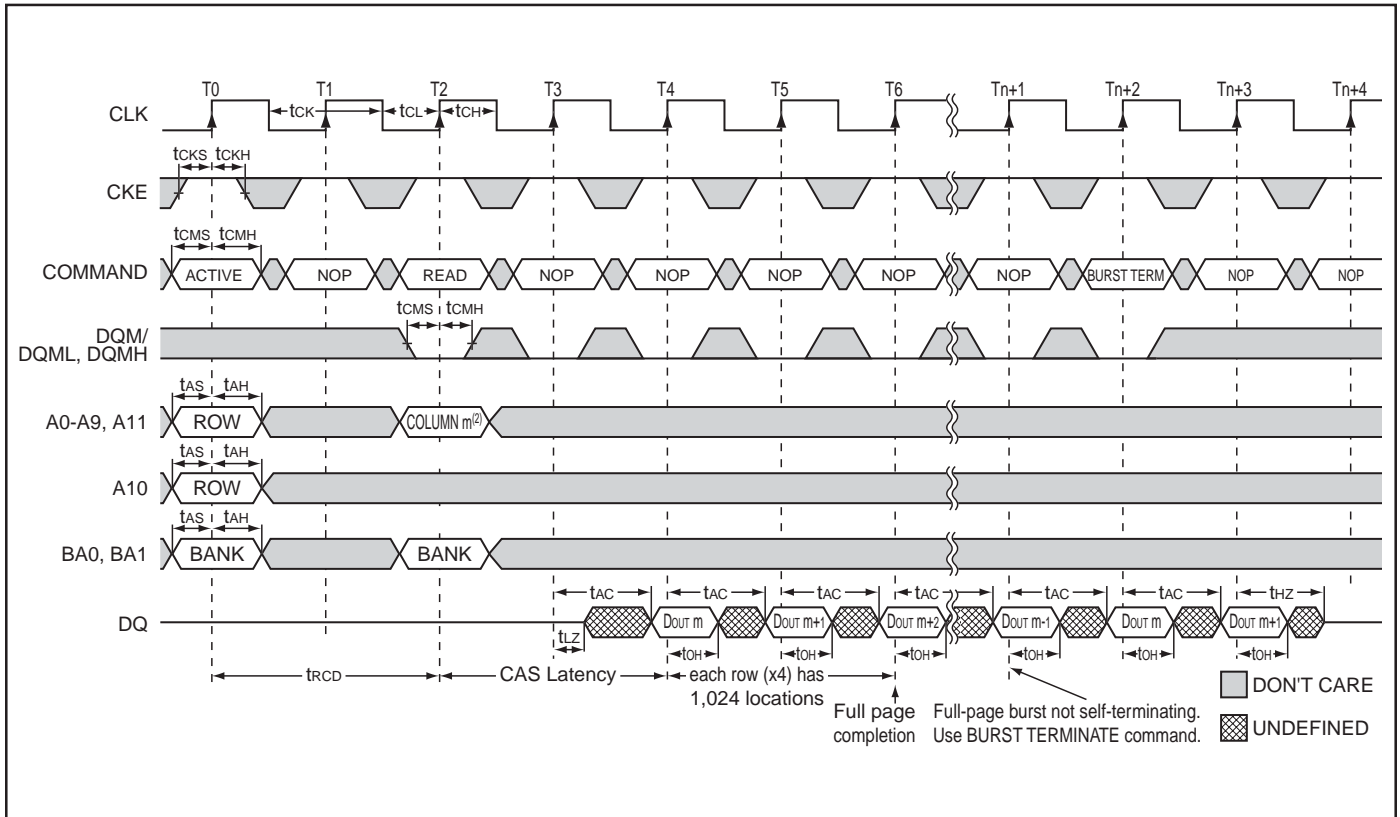 T0 T1 T2 T3 T4 T5 T6 Tn+1 Tn+2 Tn+3 Tn+4
CLK tCK tCL tCH
tCKS tCKH
CKE
tCMS tCMH
COMMAND ACTIVE NOP READ NOP NOP NOP NOP NOP BURST TERM NOP NOP
tCMS tCMH
DQM/
DQML, DQMH
tAS tAH
A0-A9, A11 ROW COLUMN m(2)
tAS tAH
A10 ROW
tAS tAH
BA0, BA1 BANK BANK
tAC tAC tAC tAC tAC tAC tHZ
DQ DOUT m DOUT m+1 DOUT m+2 DOUT m-1 DOUT m DOUT m+1
tLZ tOH tOH tOH tOH tOH tOH
tRCD CAS Latency each row (x4) has
1,024 locations
Full page
completion
Full-page burst not self-terminating.
Use BURST TERMINATE command.
DON'T CARE
UNDEFINED